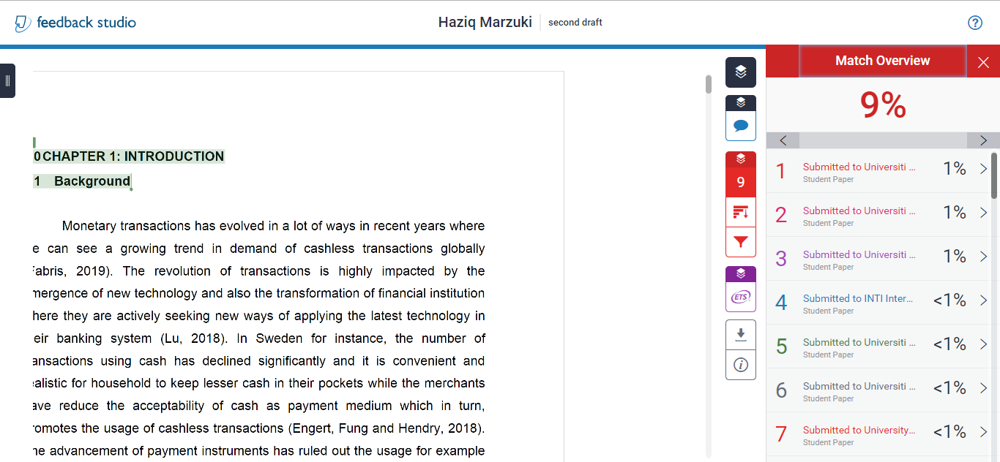 feedback studio
Haziq Marzuki
second draft
?
Match Overview
9%
0 CHAPTER 1: INTRODUCTION
1 Background
Monetary transactions has evolved in a lot of ways in recent years where
e can see a growing trend in demand of cashless transactions globally
abris, 2019). The revolution of transactions is highly impacted by the
mergence of new technology and also the transformation of financial institution
here they are actively seeking new ways of applying the latest technology in
eir banking system (Lu, 2018). In Sweden for instance, the number of
ansactions using cash has declined significantly and it is convenient and
alistic for household to keep lesser cash in their pockets while the merchants
ave reduce the acceptability of cash as payment medium which in turn,
romotes the usage of cashless transactions (Engert, Fung and Hendry, 2018).
he advancement of payment instruments has ruled out the usage for example
9
ETS
i
1 Submitted to Universiti ... 1%
Student Paper
2 Submitted to Universiti ... 1%
Student Paper
3 Submitted to Universiti ... 1%
Student Paper
4 Submitted to INTI Inter... <1%
Student Paper
5 Submitted to Universiti ... <1%
Student Paper
6 Submitted to Universiti ... <1%
Student Paper
7 Submitted to University... <1%
Student Paper